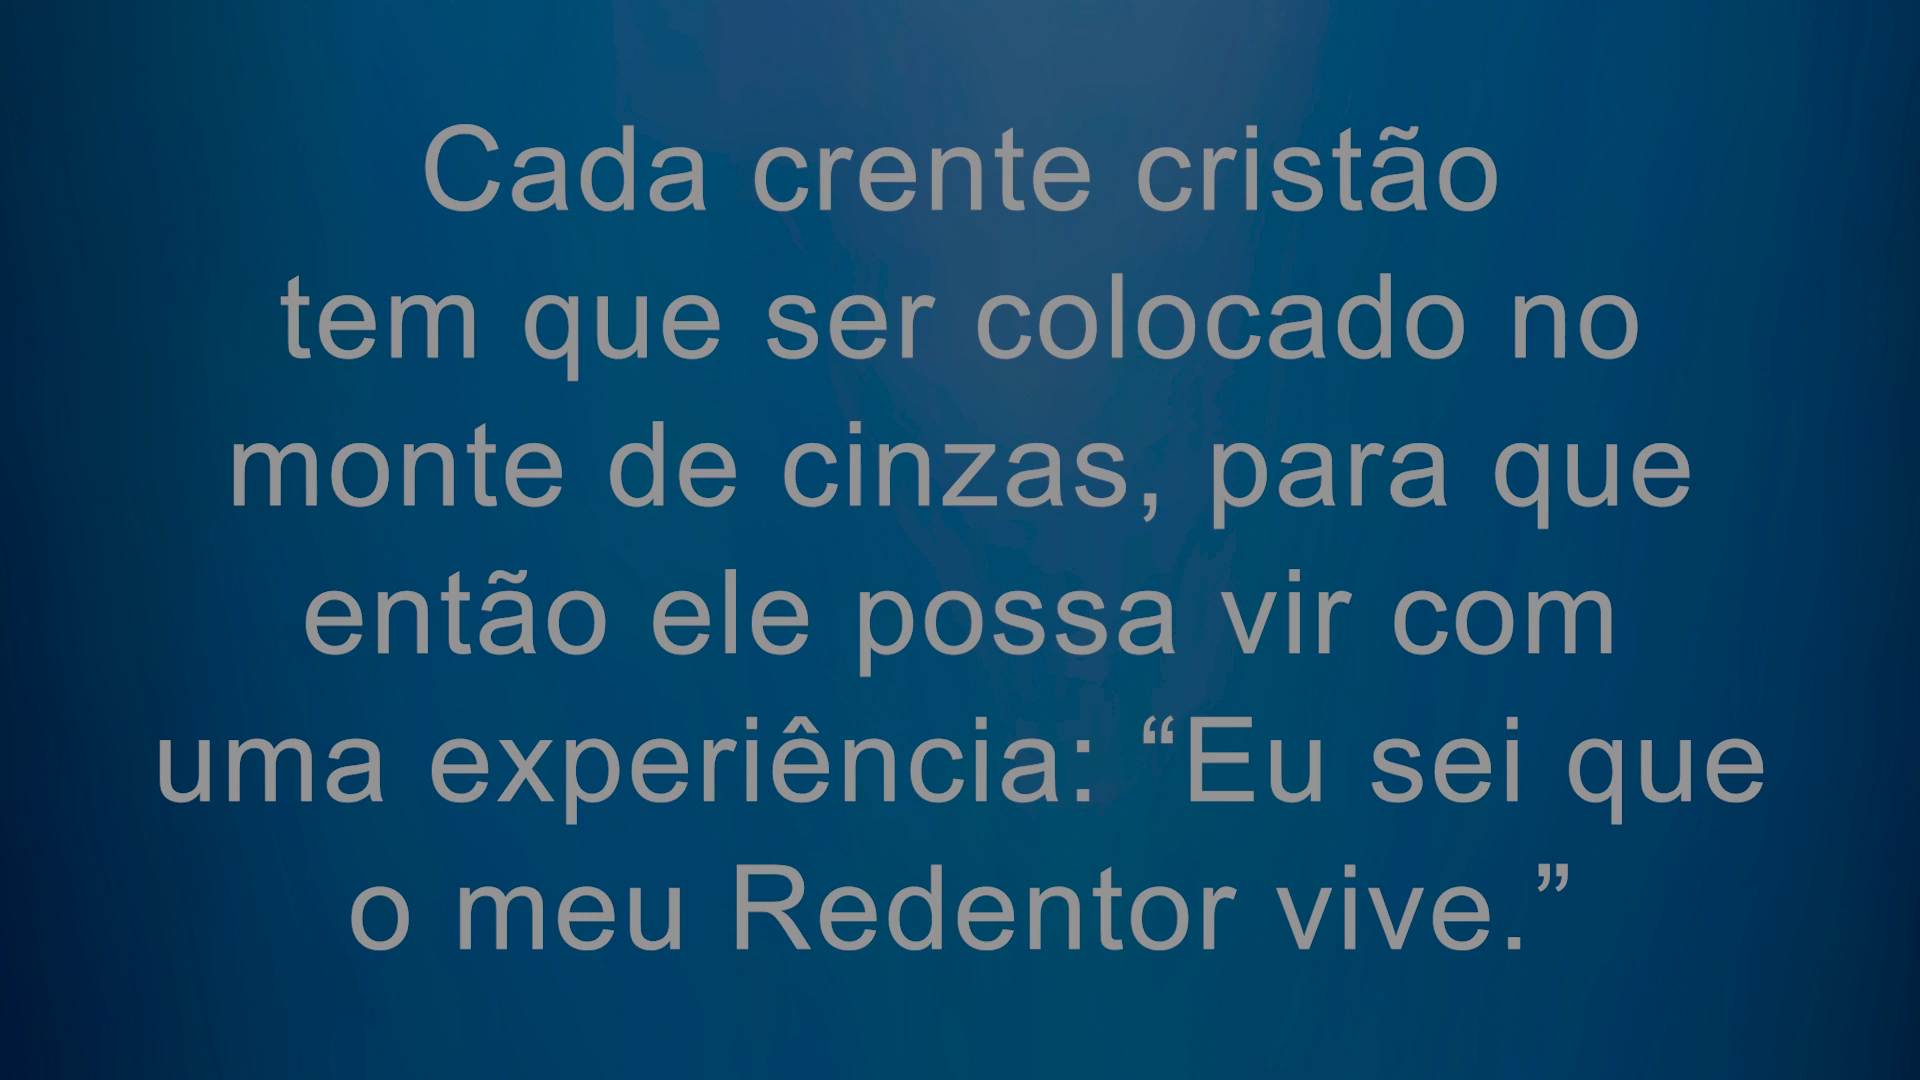 Cada crente cristão
tem que ser colocado no
monte de cinzas, para que
então ele possa vir com
uma experiência: “Eu sei que
o meu Redentor vive.”